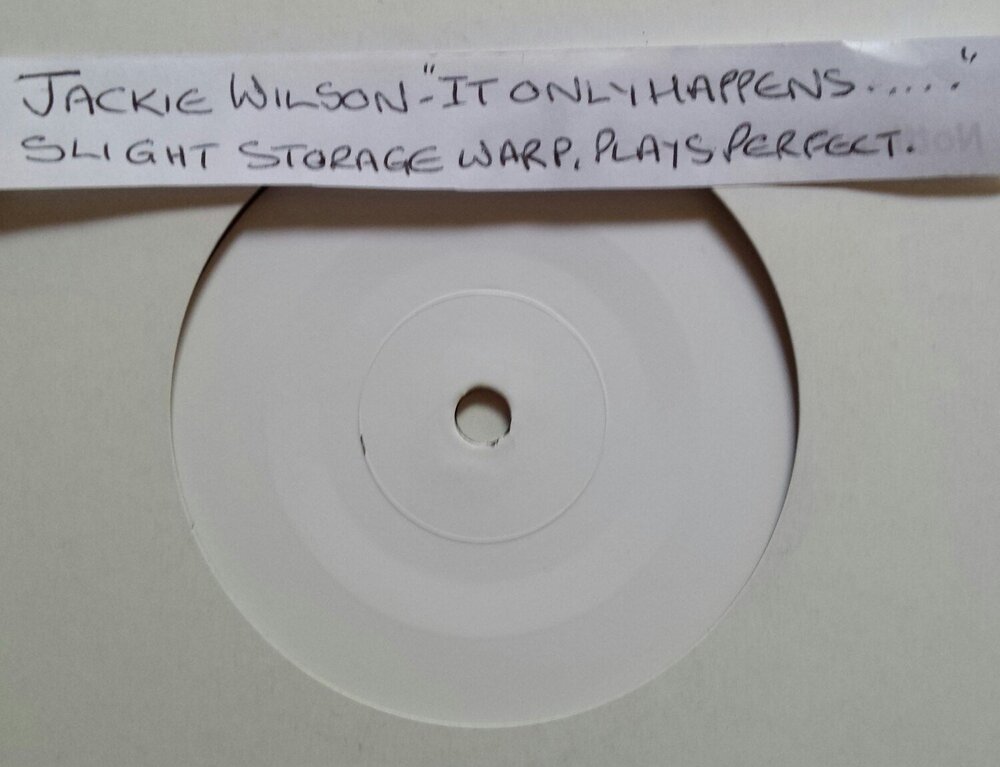 JACKIE WILSON-"IT ONLY HAPPENS....."
SLIGHT STORAGE WARP. PLAYS PERFECT.